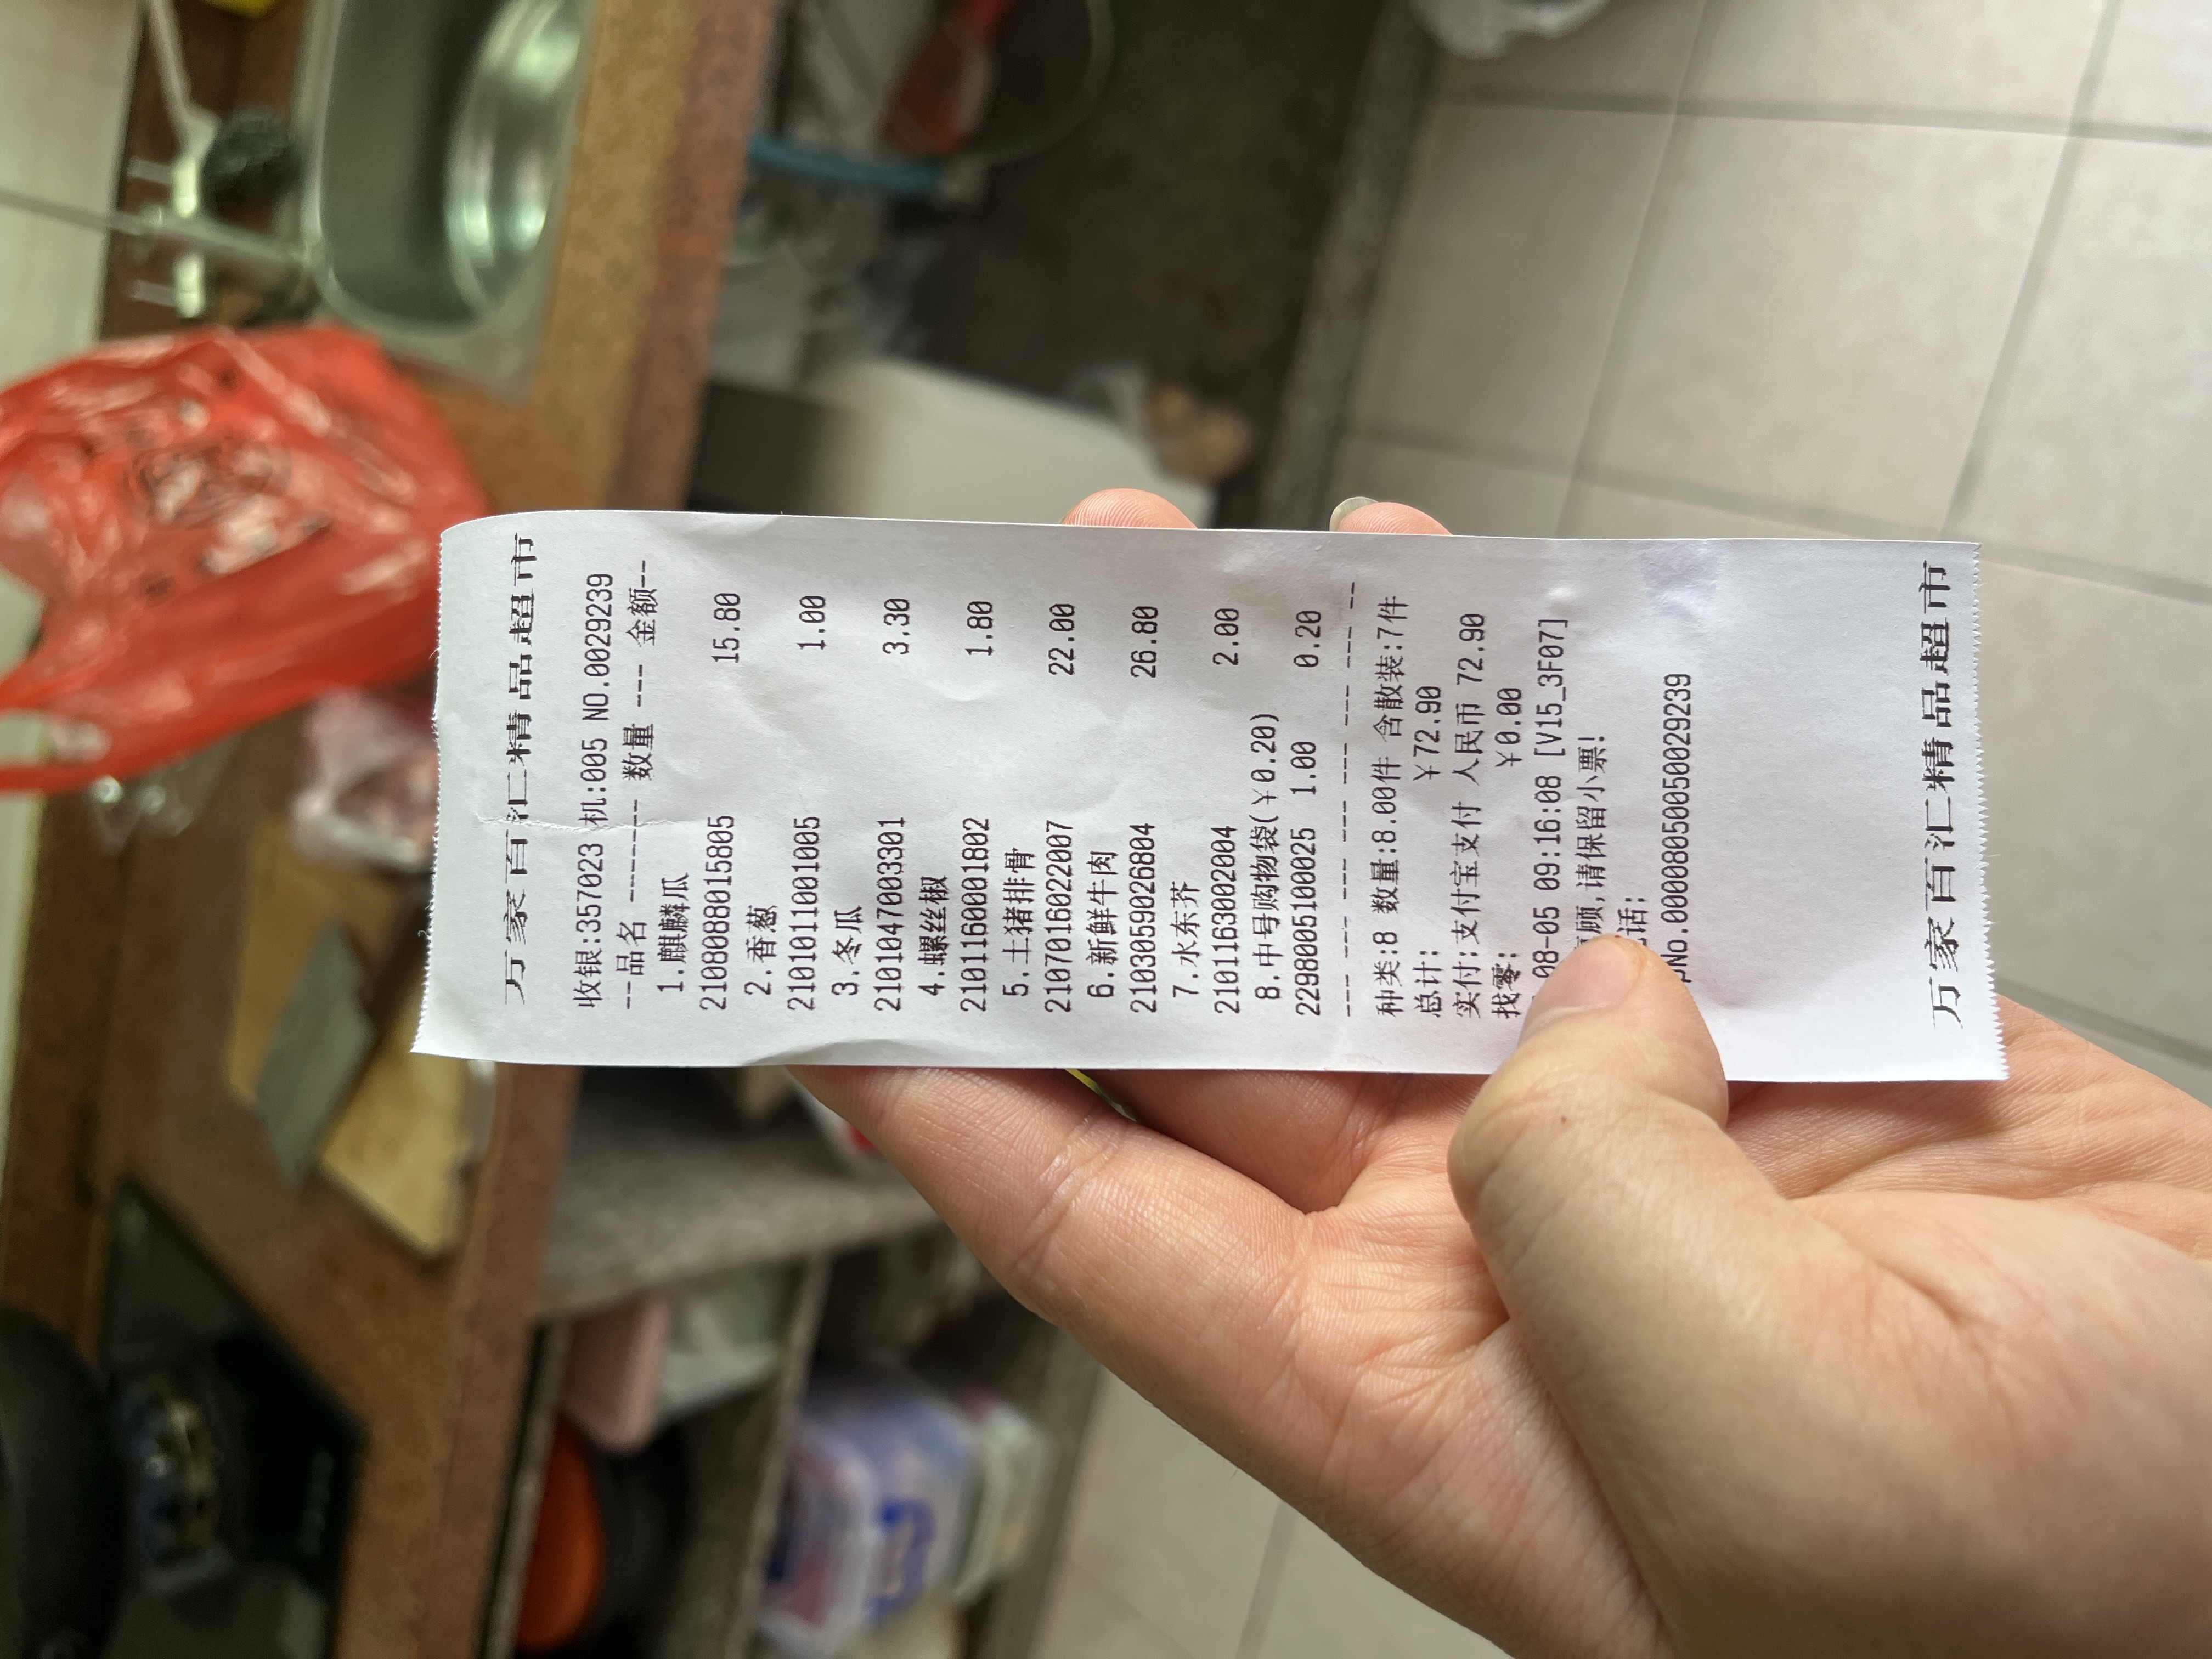 万家百汇精品超市
收银:357023 机:005 NO.0029239
--品名 ------- 数量 --- 金额--
1.麒麟瓜
2108088015805 15.80
2.香葱
2101011001005 1.00
3.冬瓜
2101047003301 3.30
4.螺丝椒
2101160001802 1.80
5.土猪排骨
2107016022007 22.00
6.新鲜牛肉
2103059026804 26.80
7.水东芥
2101163002004 2.00
8.中号购物袋(¥0.20)
2298005100025 1.00 0.20
--- --- --- --- --- --- --- --
种类:8 数量:8.00件 含散装:7件
总计: ¥72.90
实付:支付宝支付 人民币 72.90
找零: ¥0.00
08-05 09:16:08 [V15_3F07]
顾,请保留小票!
话:
pNo.00008050050029239
万家百汇精品超市